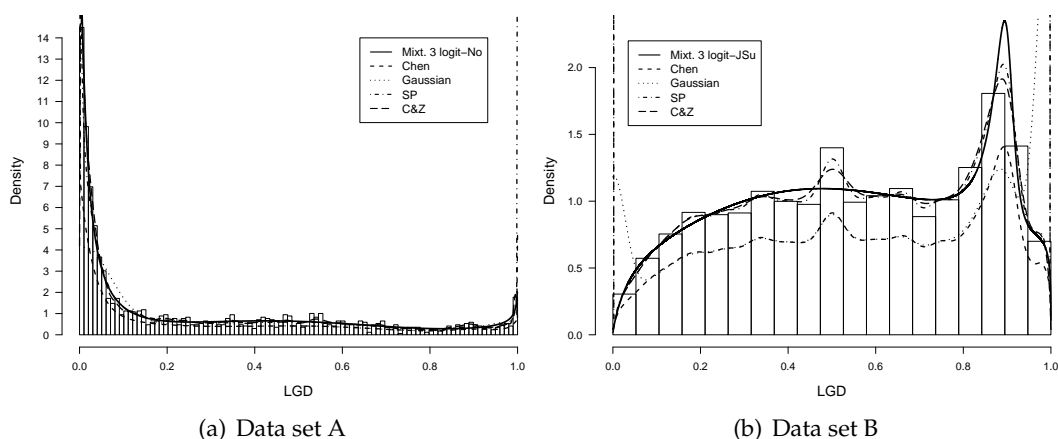 14
13
12
11
10
9
8
7
6
5
4
3
2
1
0
Density
0.0 0.2 0.4 0.6 0.8 1.0
LGD
Mixt. 3 logit−No
Chen
Gaussian
SP
C&Z
(a) Data set A
2.0
1.5
1.0
0.5
0.0
Density
0.0 0.2 0.4 0.6 0.8 1.0
LGD
Mixt. 3 logit−JSu
Chen
Gaussian
SP
C&Z
(b) Data set B